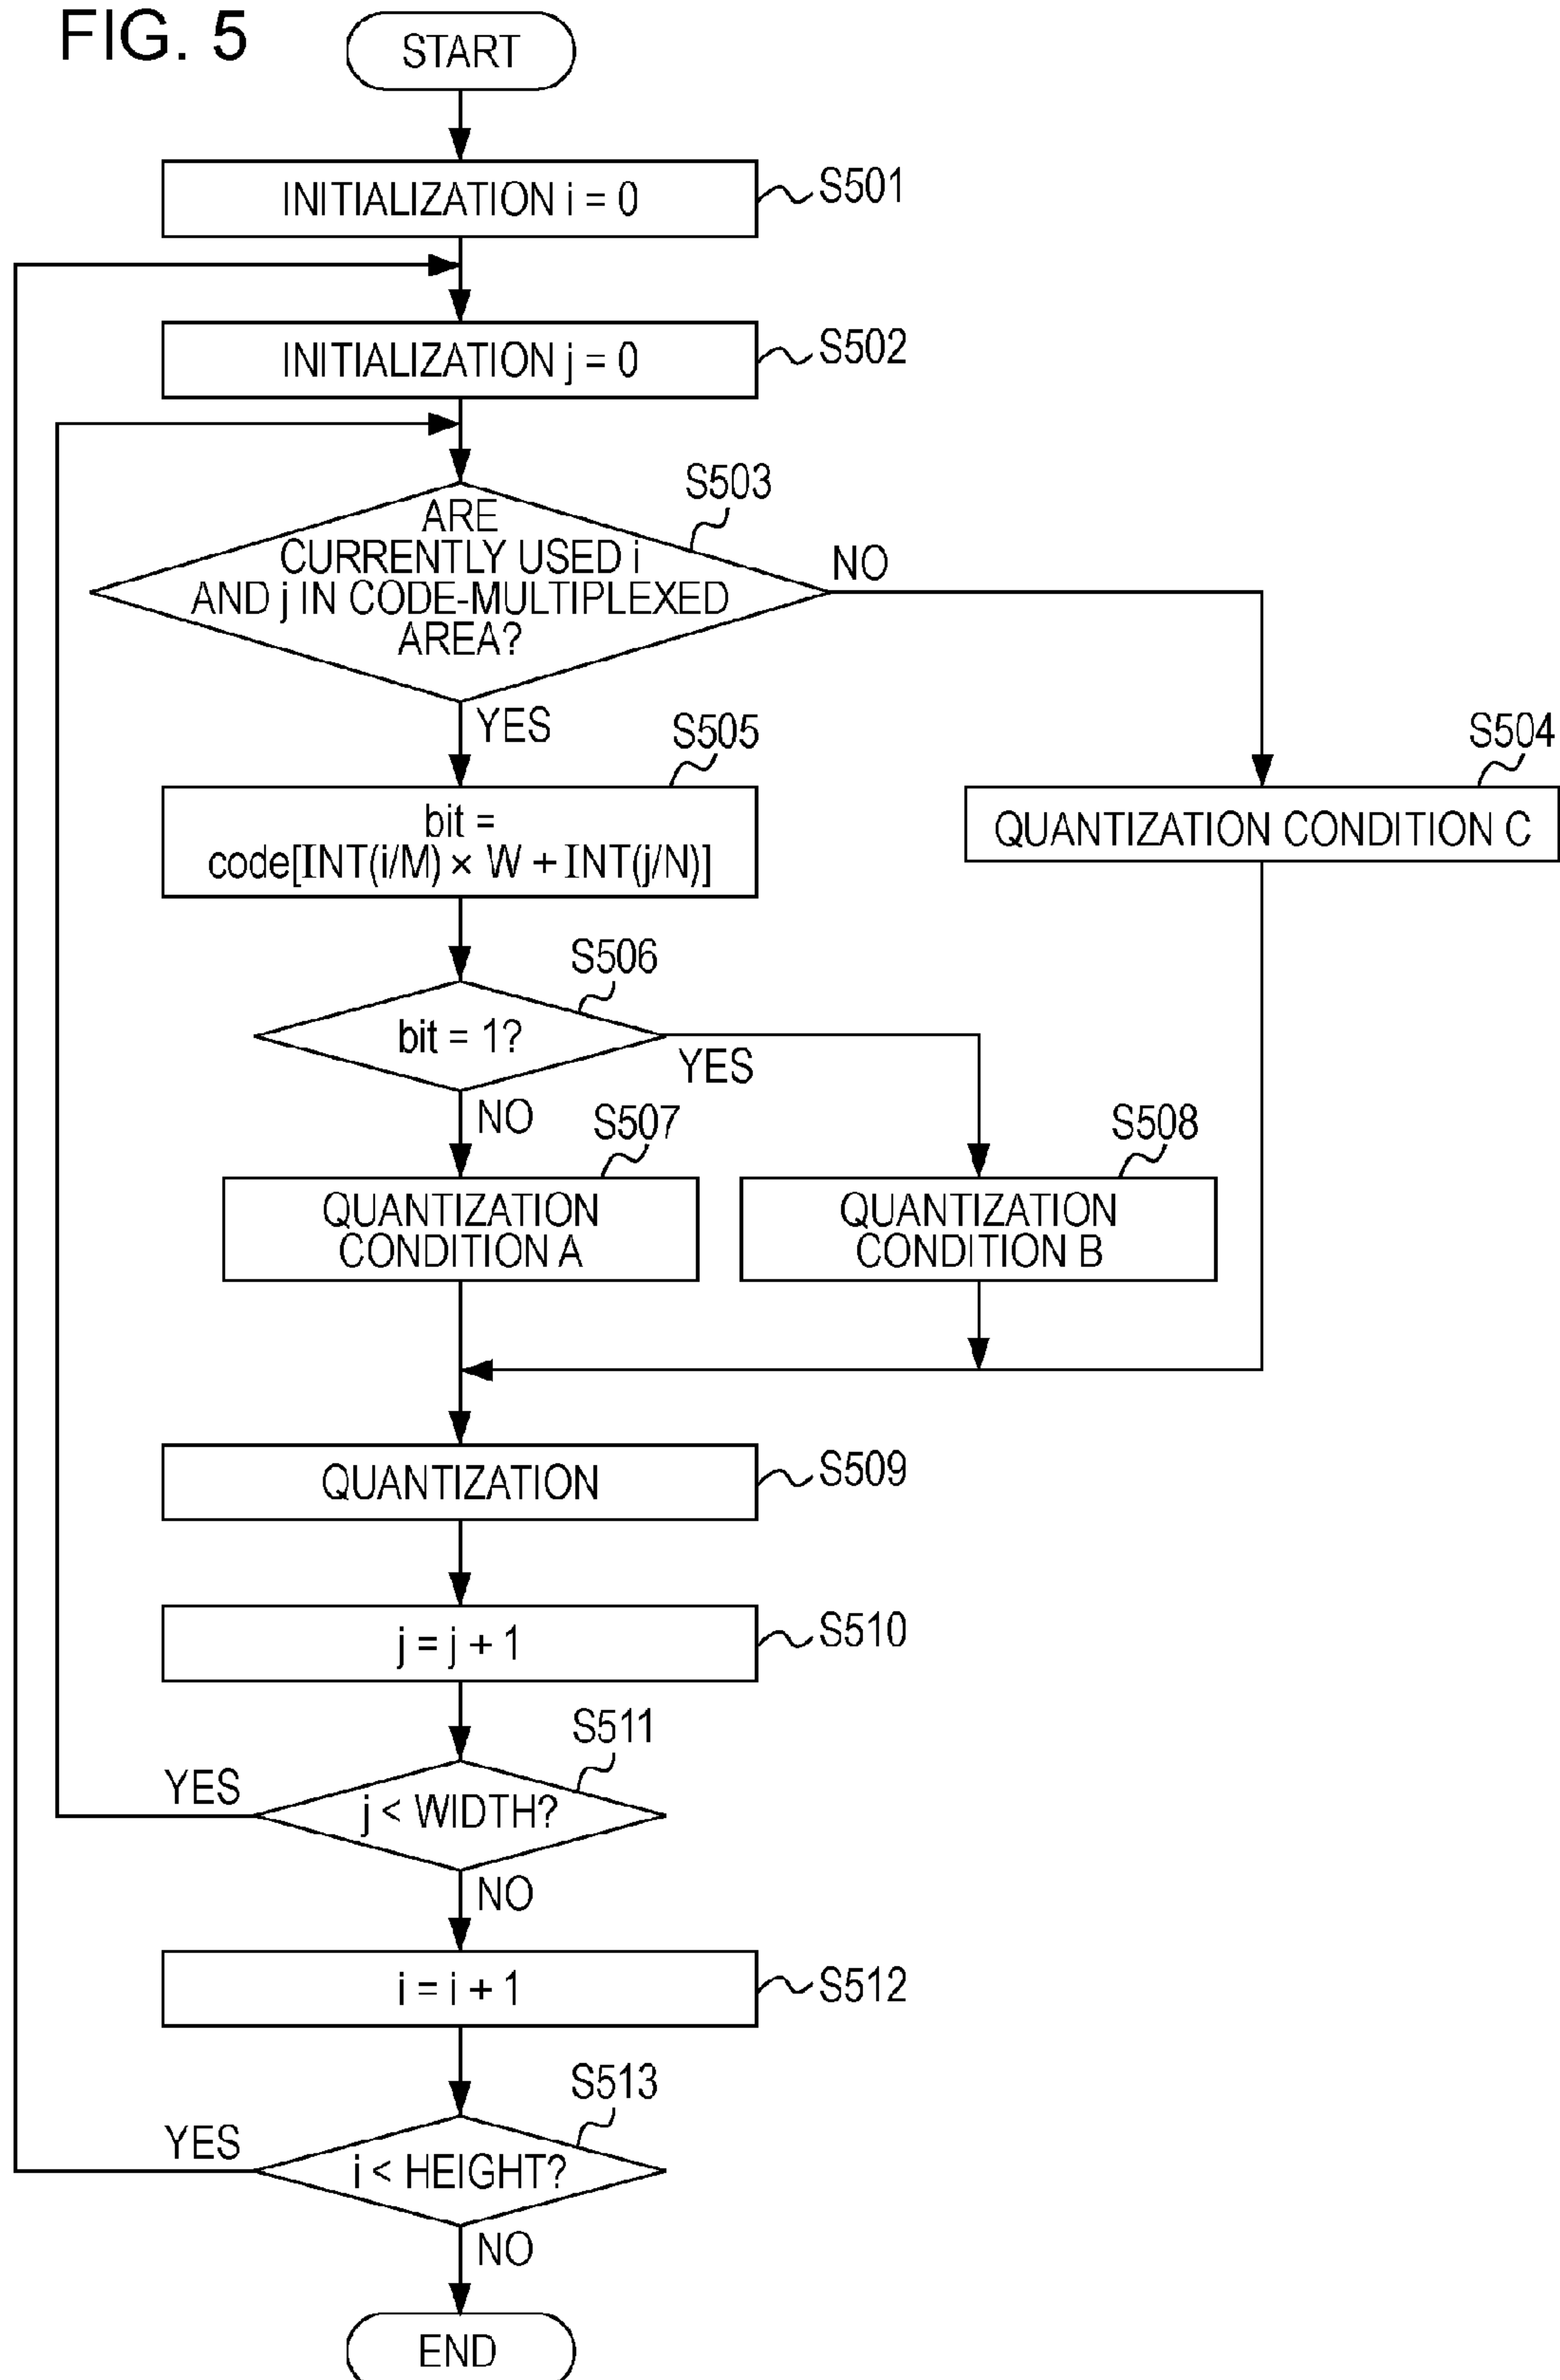 FIG. 5
START
INITIALIZATION i = 0
S501
INITIALIZATION j = 0
S502
S503
ARE
CURRENTLY USED i
AND j IN CODE-MULTIPLEXED
AREA?
NO
YES
S505
S504
bit =
code[INT(i/M) × W + INT(j/N)]
QUANTIZATION CONDITION C
S506
bit = 1?
YES
NO
S507
S508
QUANTIZATION
CONDITION A
QUANTIZATION
CONDITION B
QUANTIZATION
S509
j = j + 1
S510
S511
YES
j < WIDTH?
NO
i = i + 1
S512
S513
YES
i < HEIGHT?
NO
END